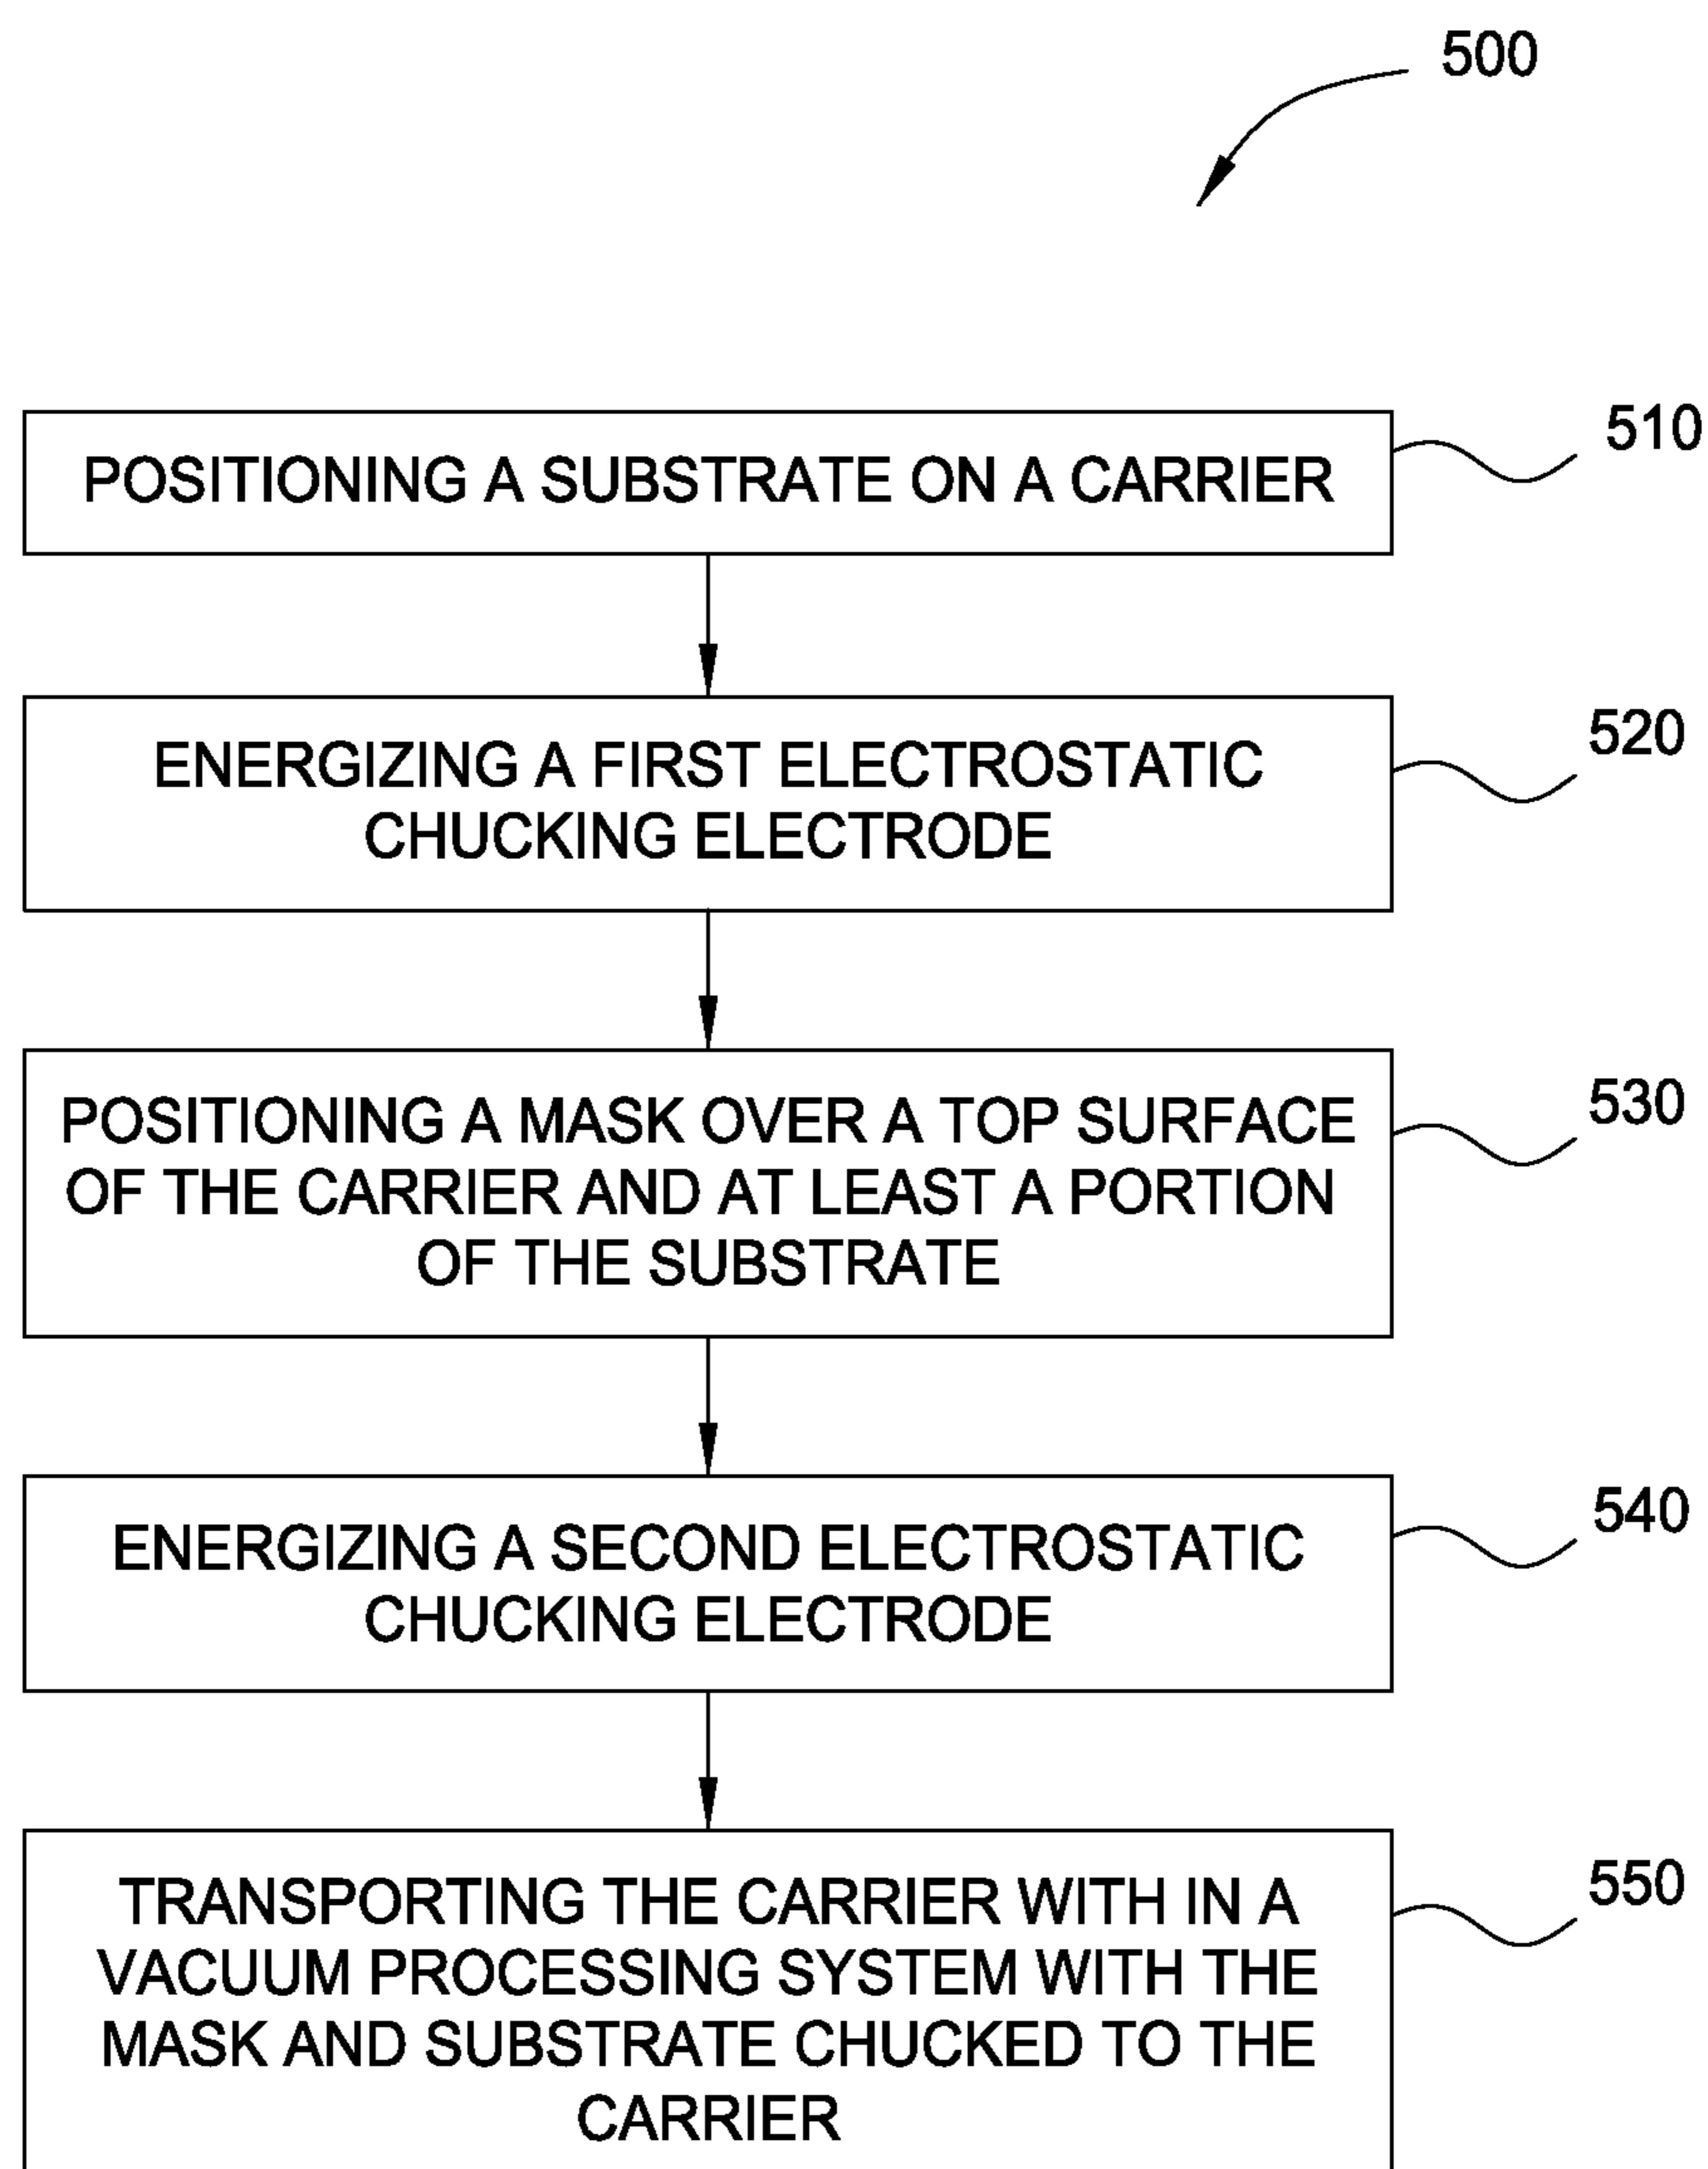 500
POSITIONING A SUBSTRATE ON A CARRIER
510
ENERGIZING A FIRST ELECTROSTATIC
CHUCKING ELECTRODE
520
POSITIONING A MASK OVER A TOP SURFACE
OF THE CARRIER AND AT LEAST A PORTION
OF THE SUBSTRATE
530
ENERGIZING A SECOND ELECTROSTATIC
CHUCKING ELECTRODE
540
TRANSPORTING THE CARRIER WITH IN A
VACUUM PROCESSING SYSTEM WITH THE
MASK AND SUBSTRATE CHUCKED TO THE
CARRIER
550